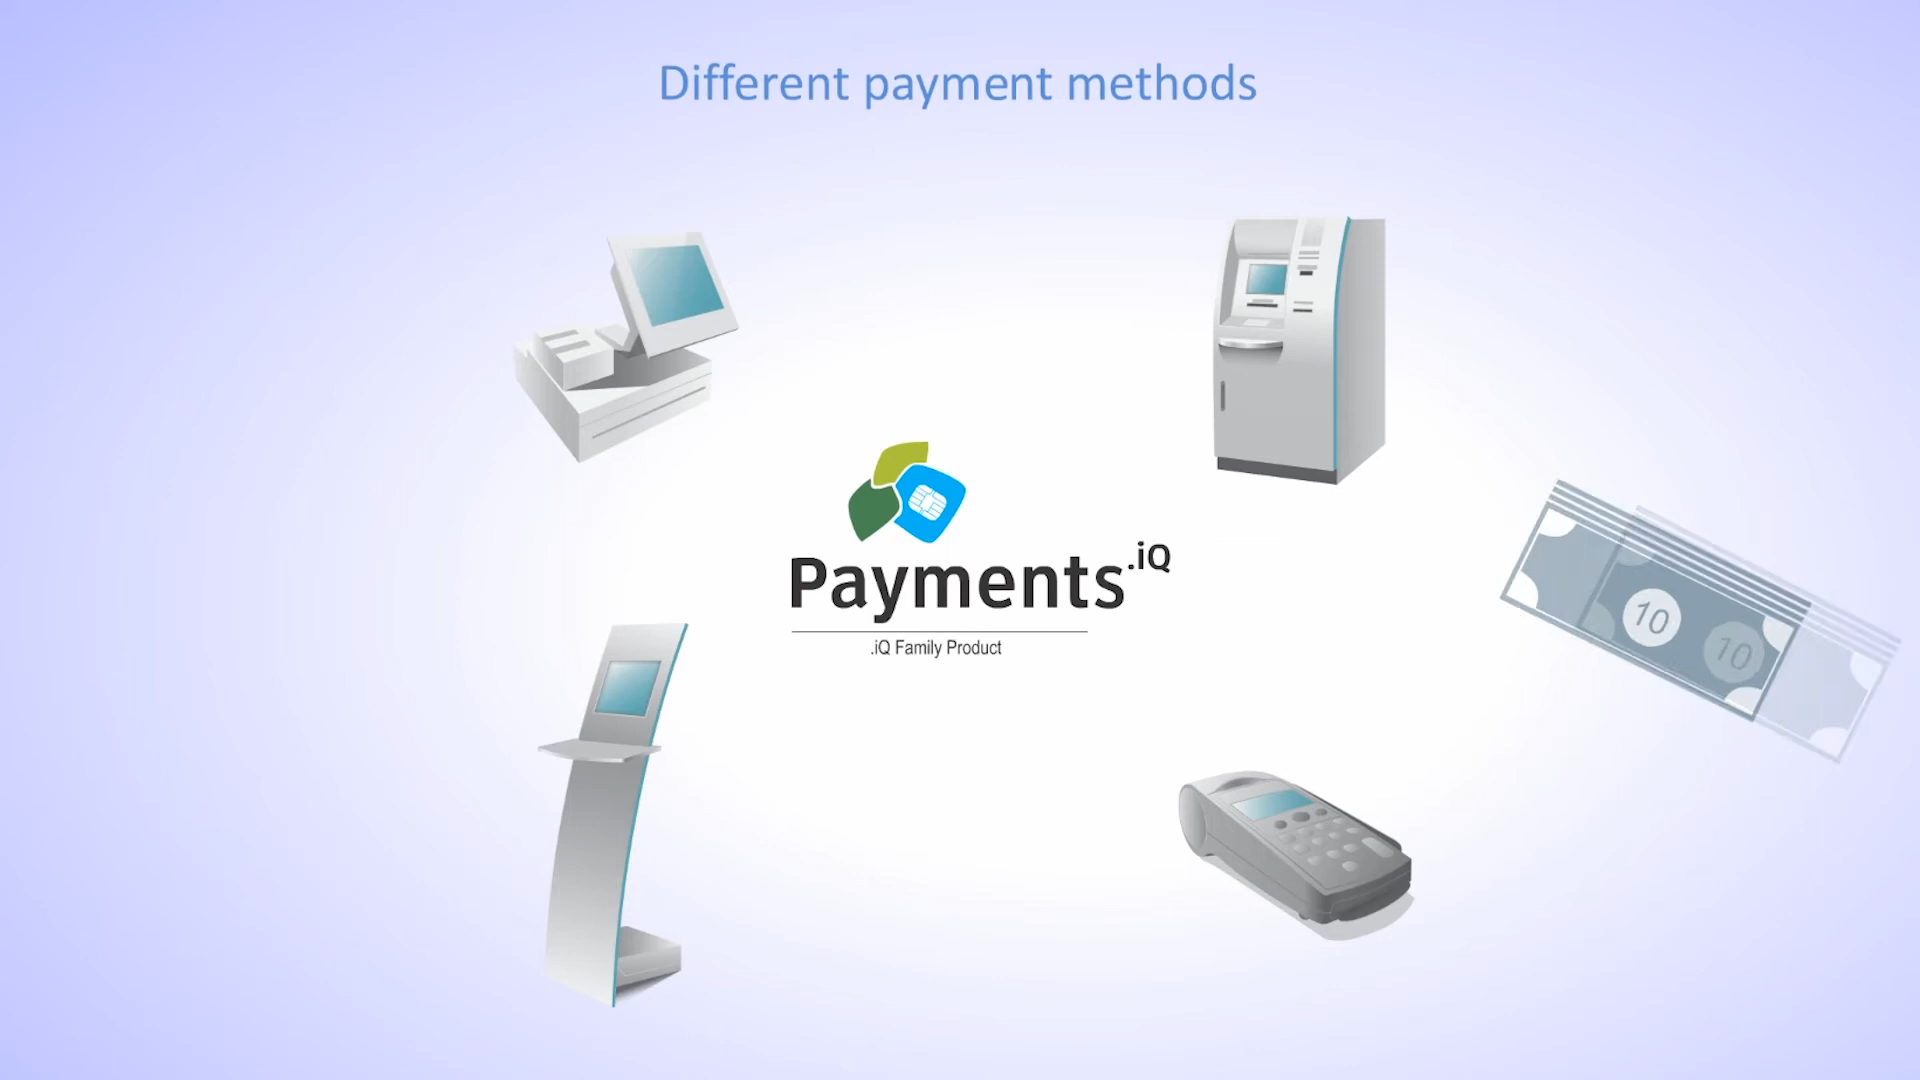 Different payment methods
Payments.iQ
.iQ Family Product
10
10